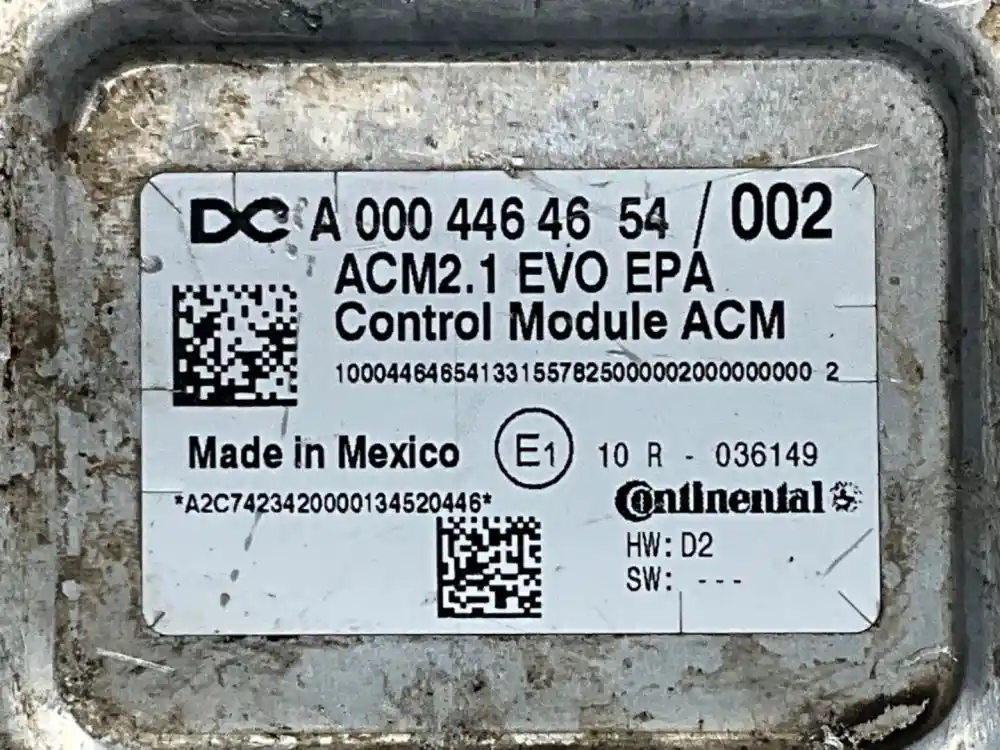 DC A 000 446 46 54 / 002
ACM2.1 EVO EPA
Control Module ACM
10004464654133155782500000200000000 2
Made in Mexico E1 10 R - 036149
*A2C7423420000134520446*
Continental
HW: D2
SW: ---